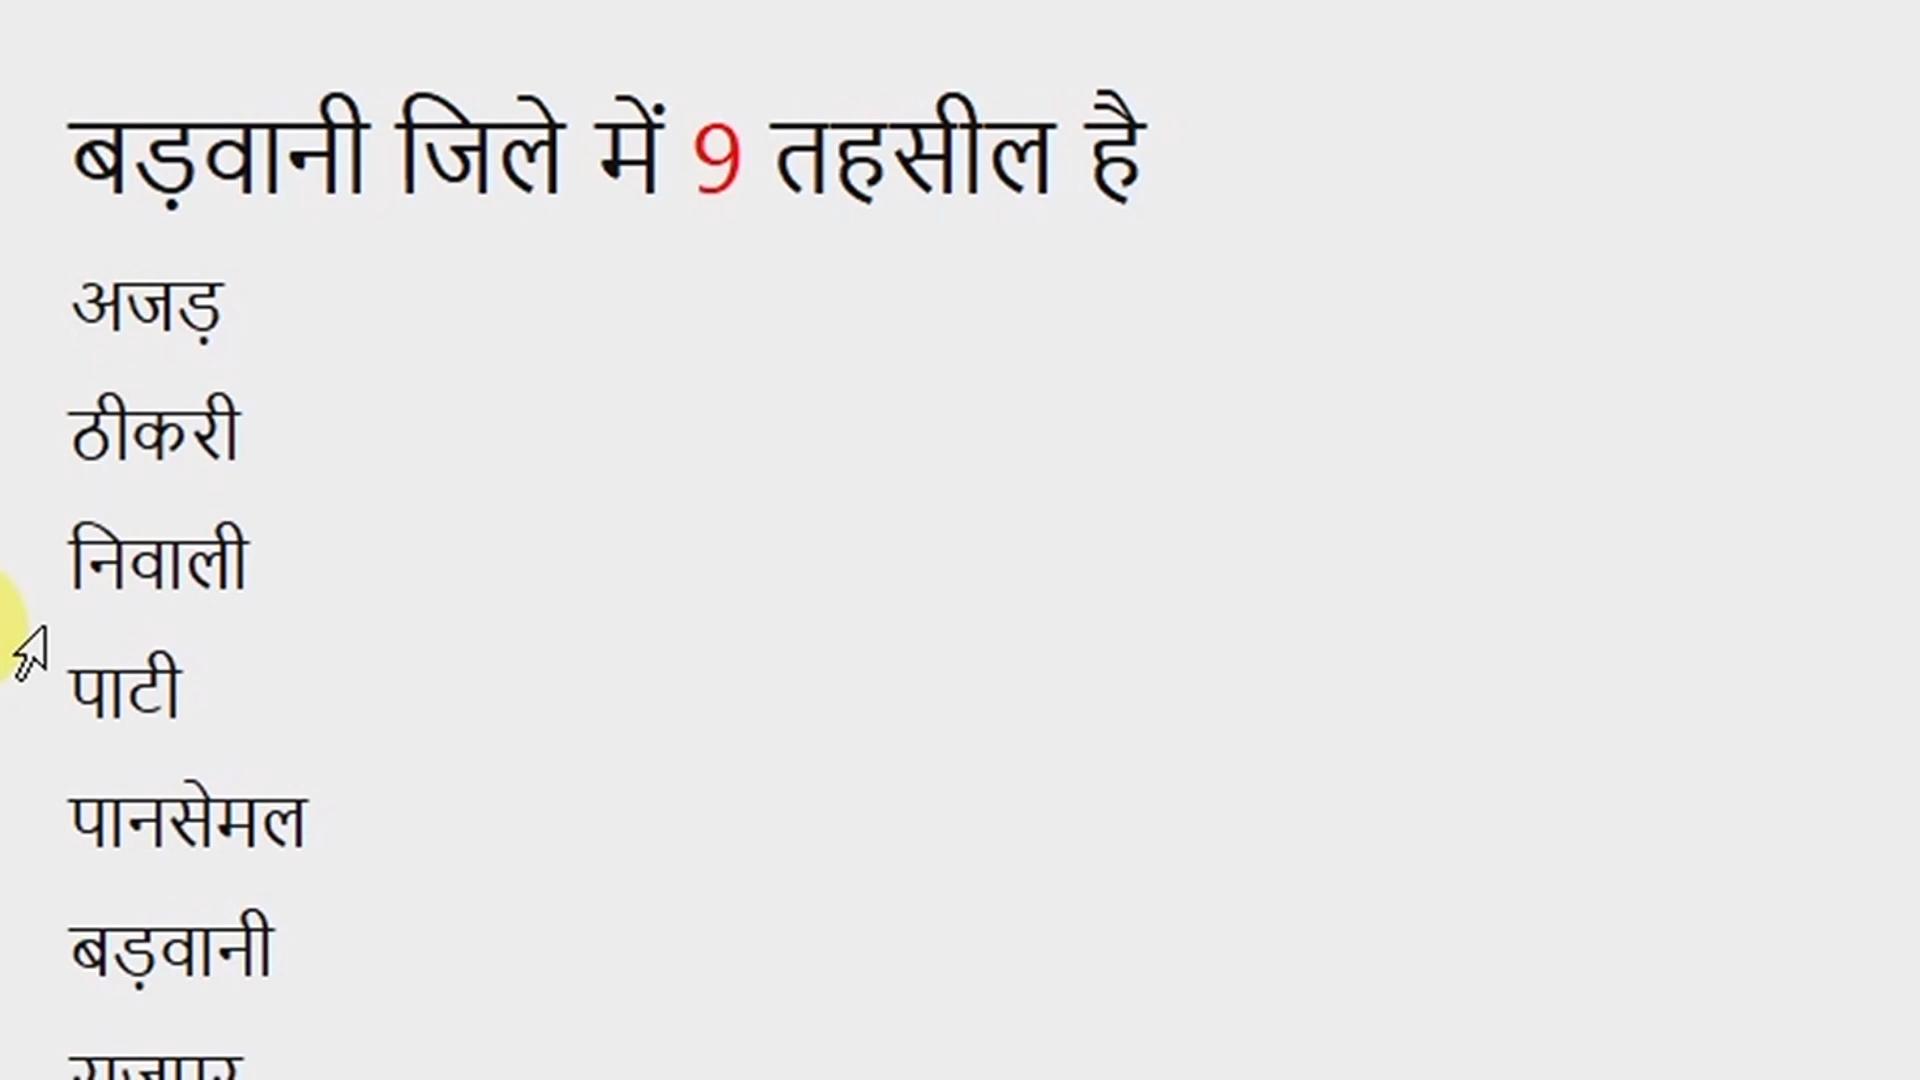 बड़वानी जिले में 9 तहसील है
अजड़
ठीकरी
निवाली
पाटी
पानसेमल
बड़वानी